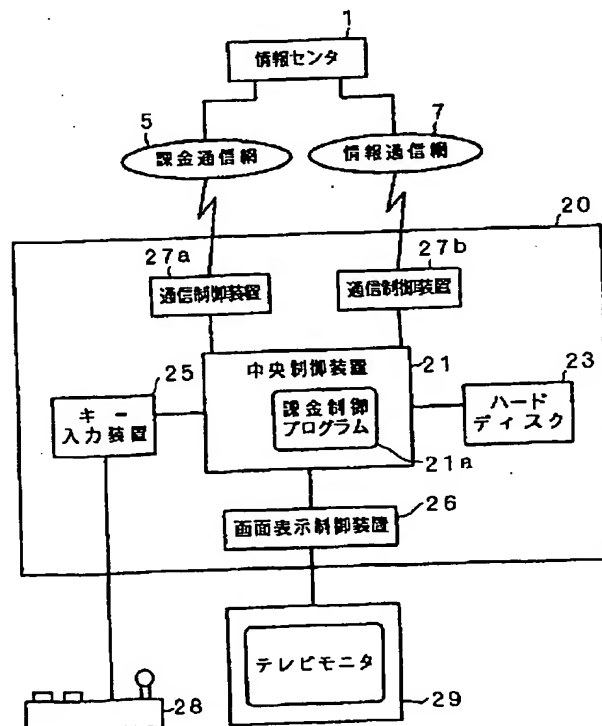 1
情報センタ
5
課金通信網
7
情報通信網
20
27a
通信制御装置
27b
通信制御装置
中央制御装置
21
課金制御
プログラム
21a
25
キー
入力装置
23
ハード
ディスク
画面表示制御装置
26
テレビモニタ
28
29